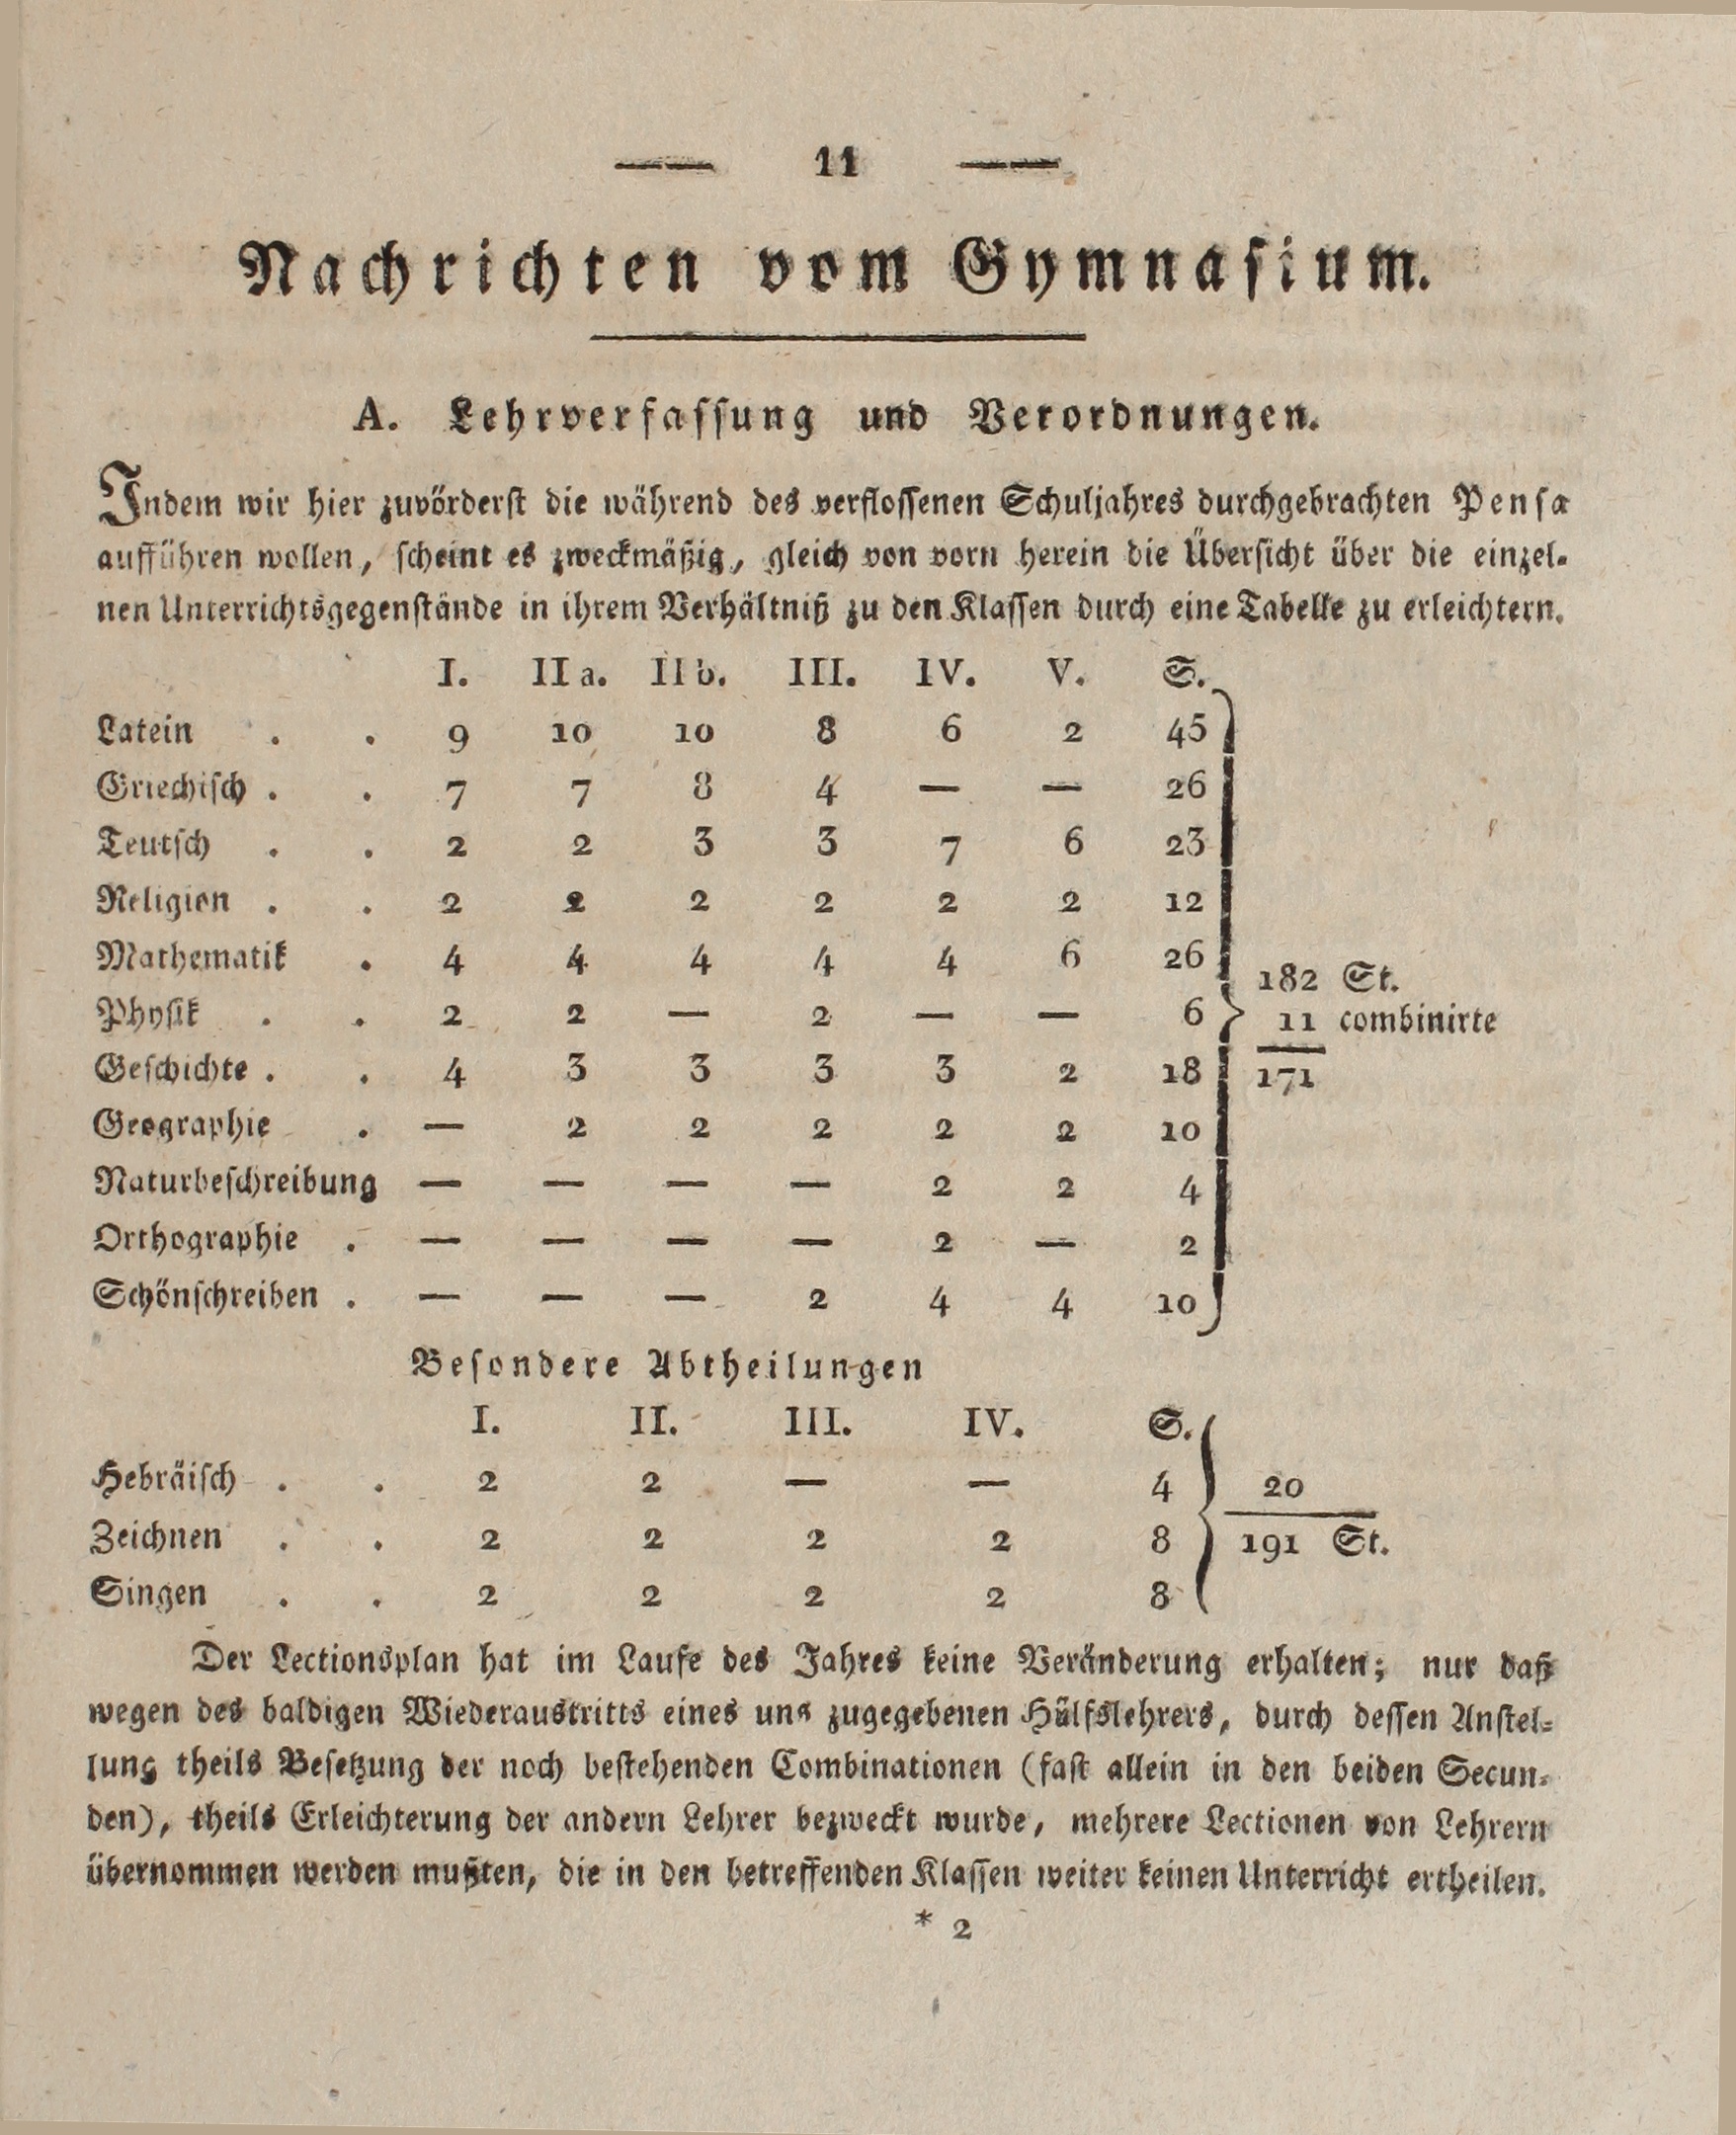 — 11 —
Nachrichten vom Gymnasium.
A. Lehrverfassung und Verordnungen.
Indem wir hier zuvörderst die während des verflossenen Schuljahres durchgebrachten Pensa
aufführen wollen, scheint es zweckmäßig, gleich von vorn herein die Übersicht über die einzel-
nen Unterrichtsgegenstände in ihrem Verhältniß zu den Klassen durch eine Tabelle zu erleichtern.
I. II a. II b. III. IV. V. S.
Latein . . 9 10 10 8 6 2 45
Griechisch . . 7 7 8 4 — — 26
Teutsch . . 2 2 3 3 7 6 23
Religion . . 2 2 2 2 2 2 12
Mathematik . 4 4 4 4 4 6 26
182 St.
Physik . . 2 2 — 2 — — 6
11 combinirte
Geschichte . . 4 3 3 3 3 2 18
171
Geographie . — 2 2 2 2 2 10
Naturbeschreibung — — — — 2 2 4
Orthographie . — — — — 2 — 2
Schönschreiben . — — — 2 4 4 10
Besondere Abtheilungen
I. II. III. IV. S.
Hebräisch . . 2 2 — — 4 20
Zeichnen . . 2 2 2 2 8 191 St.
Singen . . 2 2 2 2 8
Der Lectionsplan hat im Laufe des Jahres keine Veränderung erhalten; nur daß
wegen des baldigen Wiederaustritts eines uns zugegebenen Hülfslehrers, durch dessen Anstel-
lung theils Besetzung der noch bestehenden Combinationen (fast allein in den beiden Secun-
den), theils Erleichterung der andern Lehrer bezweckt wurde, mehrere Lectionen von Lehrern
übernommen werden mußten, die in den betreffenden Klassen weiter keinen Unterricht ertheilen.
* 2